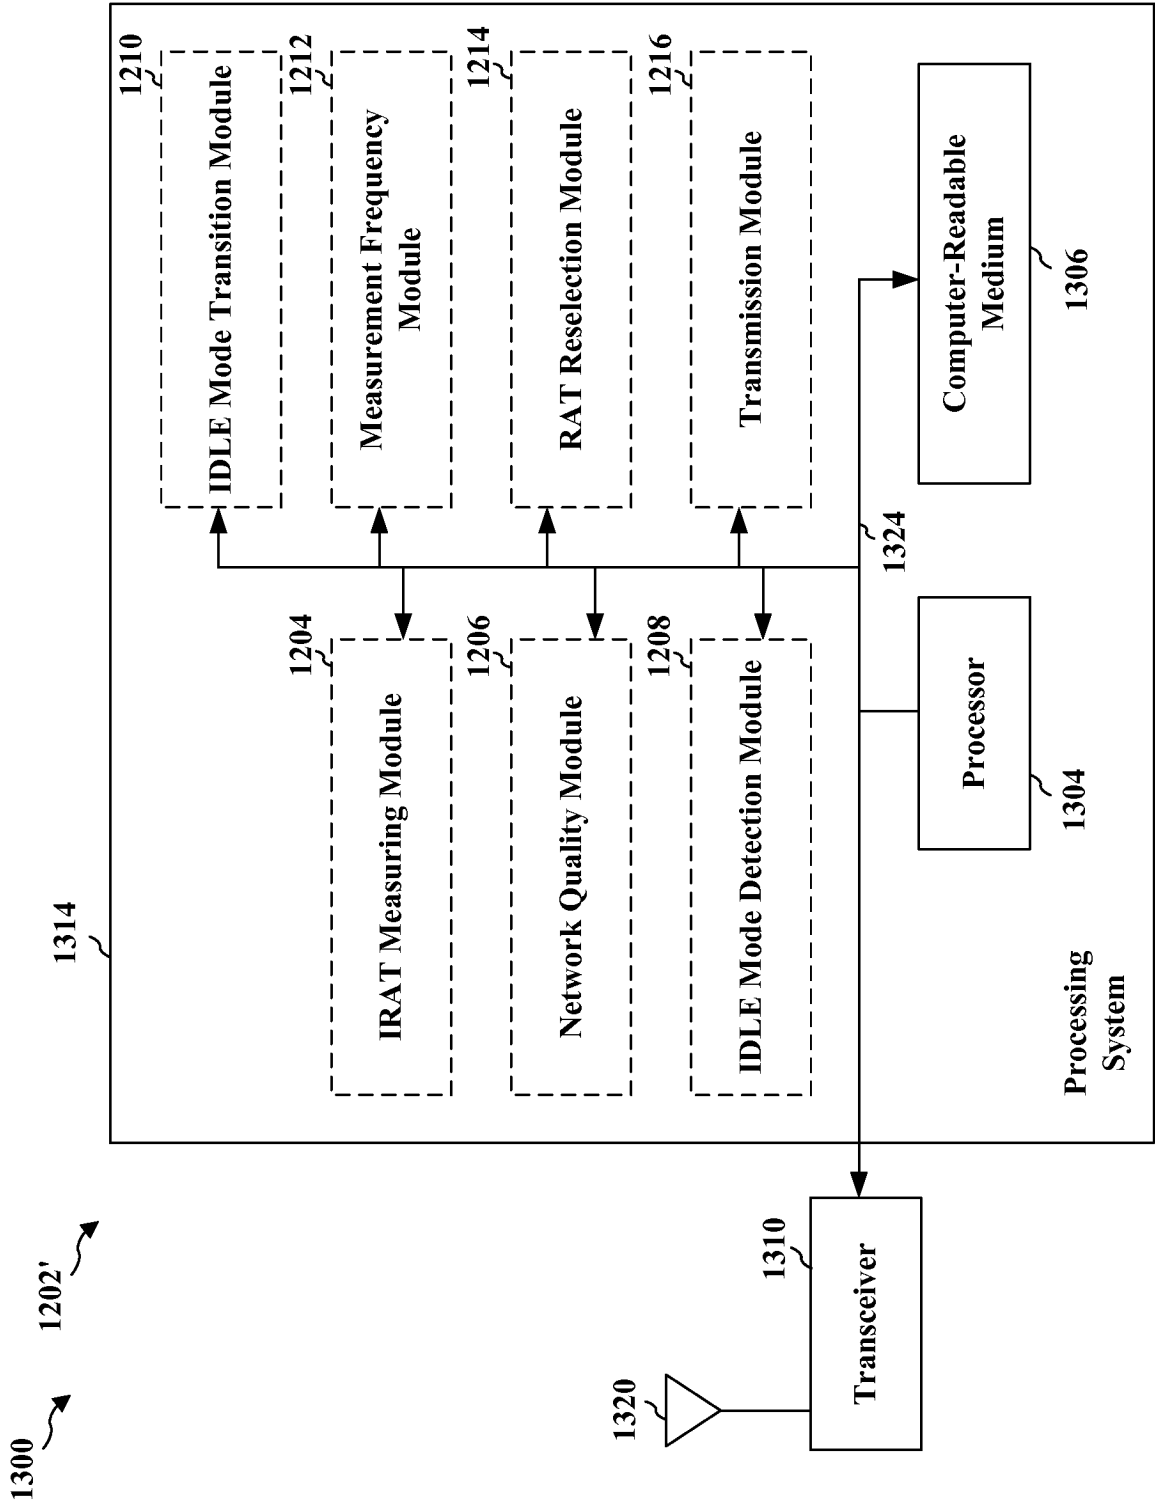 1300
1202'
1314
1210
IDLE Mode Transition Module
1204
IRAT Measuring Module
1212
Measurement Frequency
Module
1206
Network Quality Module
1214
RAT Reselection Module
1208
IDLE Mode Detection Module
1216
Transmission Module
1324
1320
1310
Transceiver
Processor
1304
Computer-Readable
Medium
1306
Processing
System